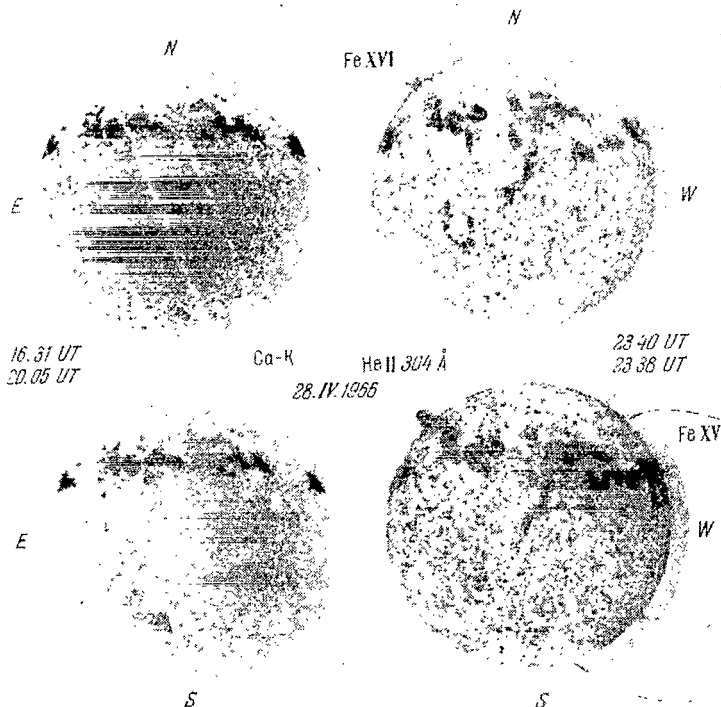 N
N
Fe XVI
E
W
16.31 UT
20.05 UT
Ca-K
He II 304 Å
23 40 UT
23 38 UT
28.IV.1966
Fe XV
E
W
S
S